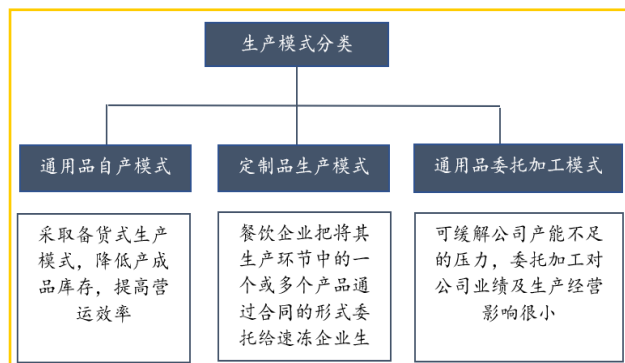 生产模式分类
通用品自产模式
定制品生产模式
通用品委托加工模式
采取备货式生产
模式，降低产成
品库存，提高营
运效率
餐饮企业把将其
生产环节中的一
个或多个产品通
过合同的形式委
托给速冻企业生
可缓解公司产能不足
的压力，委托加工对
公司业绩及生产经营
影响很小